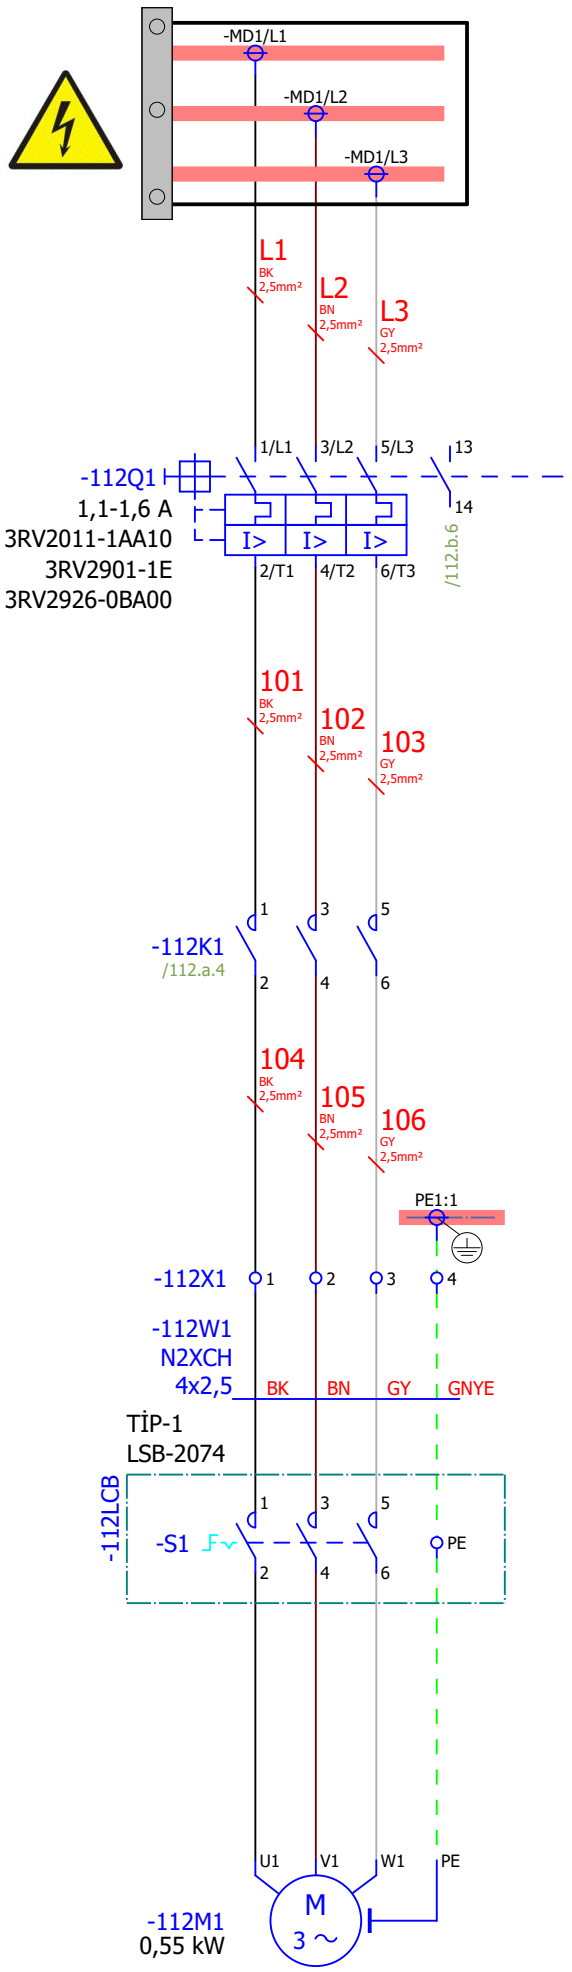 -MD1/L1
-MD1/L2
-MD1/L3
L1
BK
2,5mm²
L2
BN
2,5mm²
L3
GY
2,5mm²
1/L1
3/L2
5/L3
13
-112Q1
14
1,1-1,6 A
3RV2011-1AA10
I>
I>
I>
/112.b.6
3RV2901-1E
2/T1
4/T2
6/T3
3RV2926-0BA00
101
BK
2,5mm²
102
BN
2,5mm²
103
GY
2,5mm²
1
3
5
-112K1
/112.a.4
2
4
6
104
BK
2,5mm²
105
BN
2,5mm²
106
GY
2,5mm²
PE1:1
-112X1
1
2
3
4
-112W1
N2XCH
4x2,5
BK
BN
GY
GNYE
TİP-1
LSB-2074
-112LCB
1
3
5
-S1
PE
2
4
6
U1
V1
W1
PE
M
3 ~
-112M1
0,55 kW